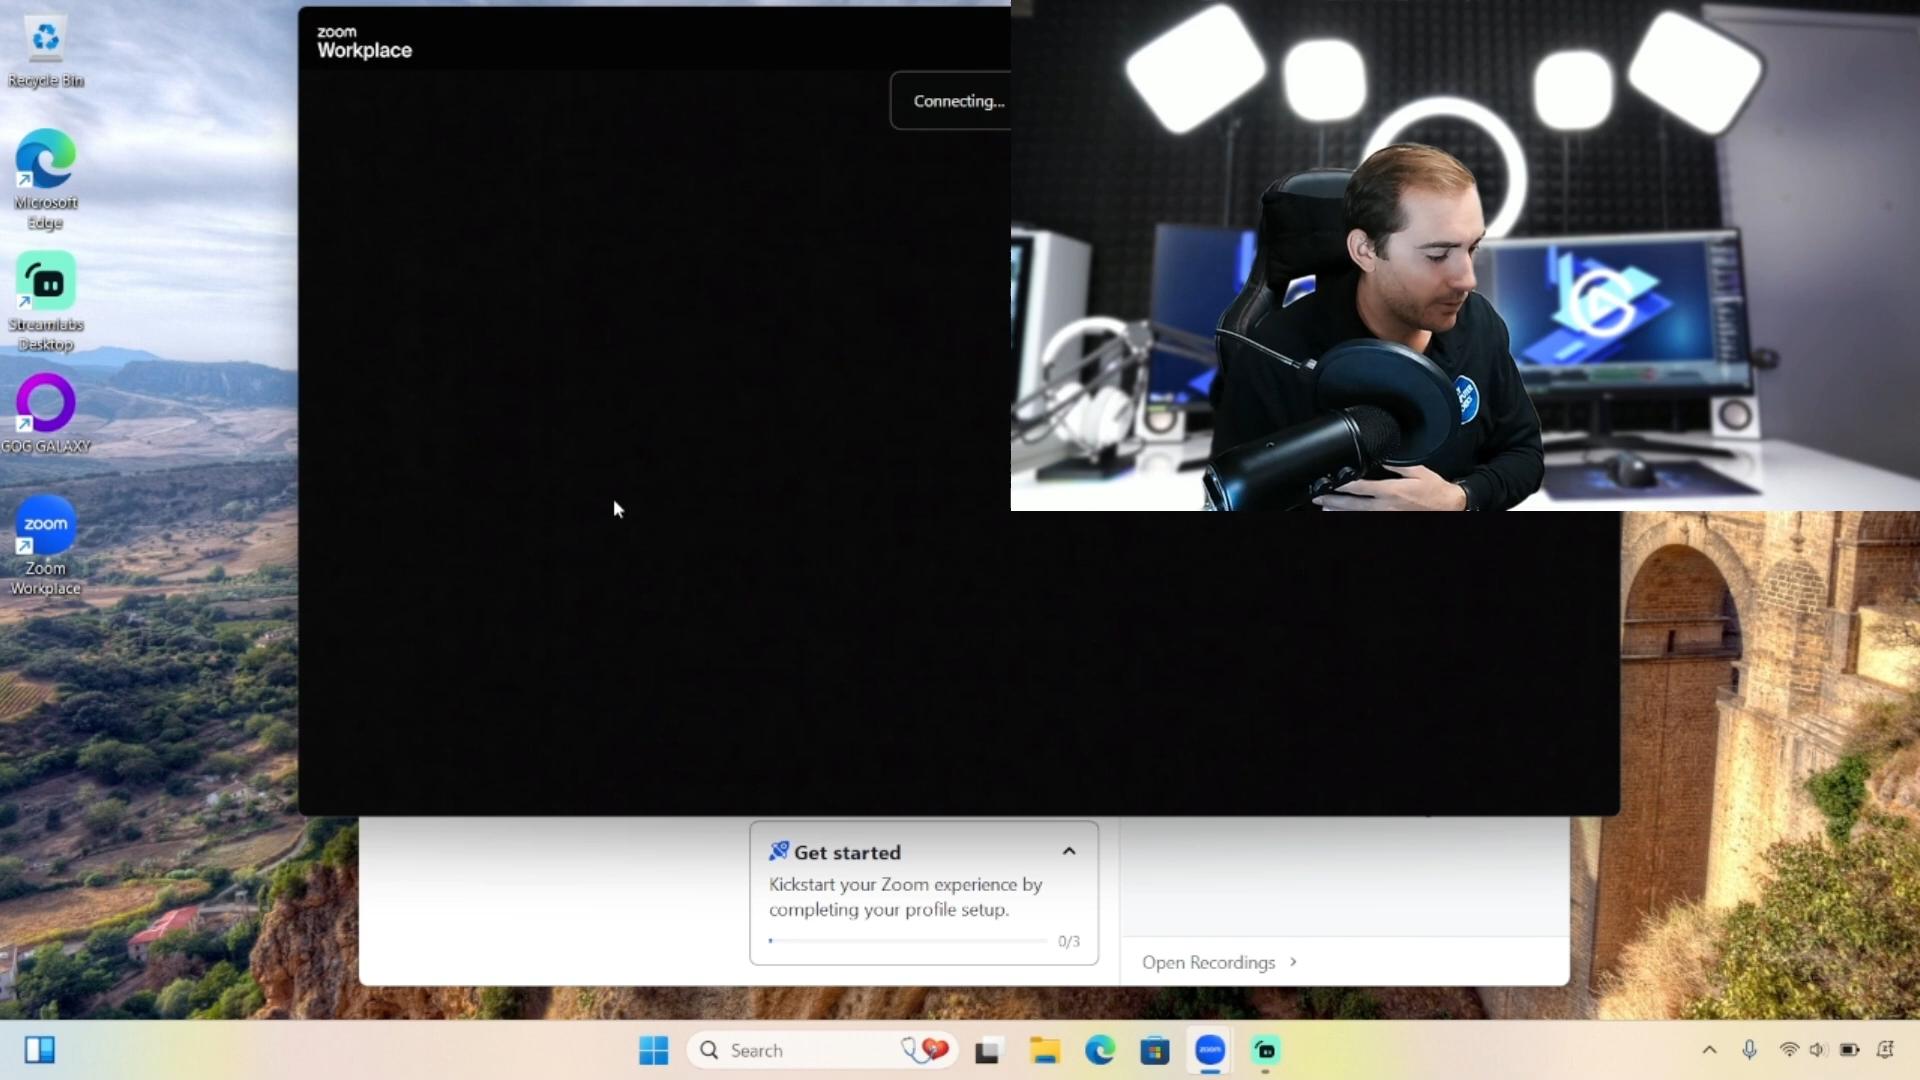 Recycle Bin
Microsoft
Edge
Streamlabs
Desktop
GOG GALAXY
zoom
Zoom
Workplace
zoom
Workplace
Connecting...
Get started
Kickstart your Zoom experience by
completing your profile setup.
0/3
Open Recordings
Search
zoom